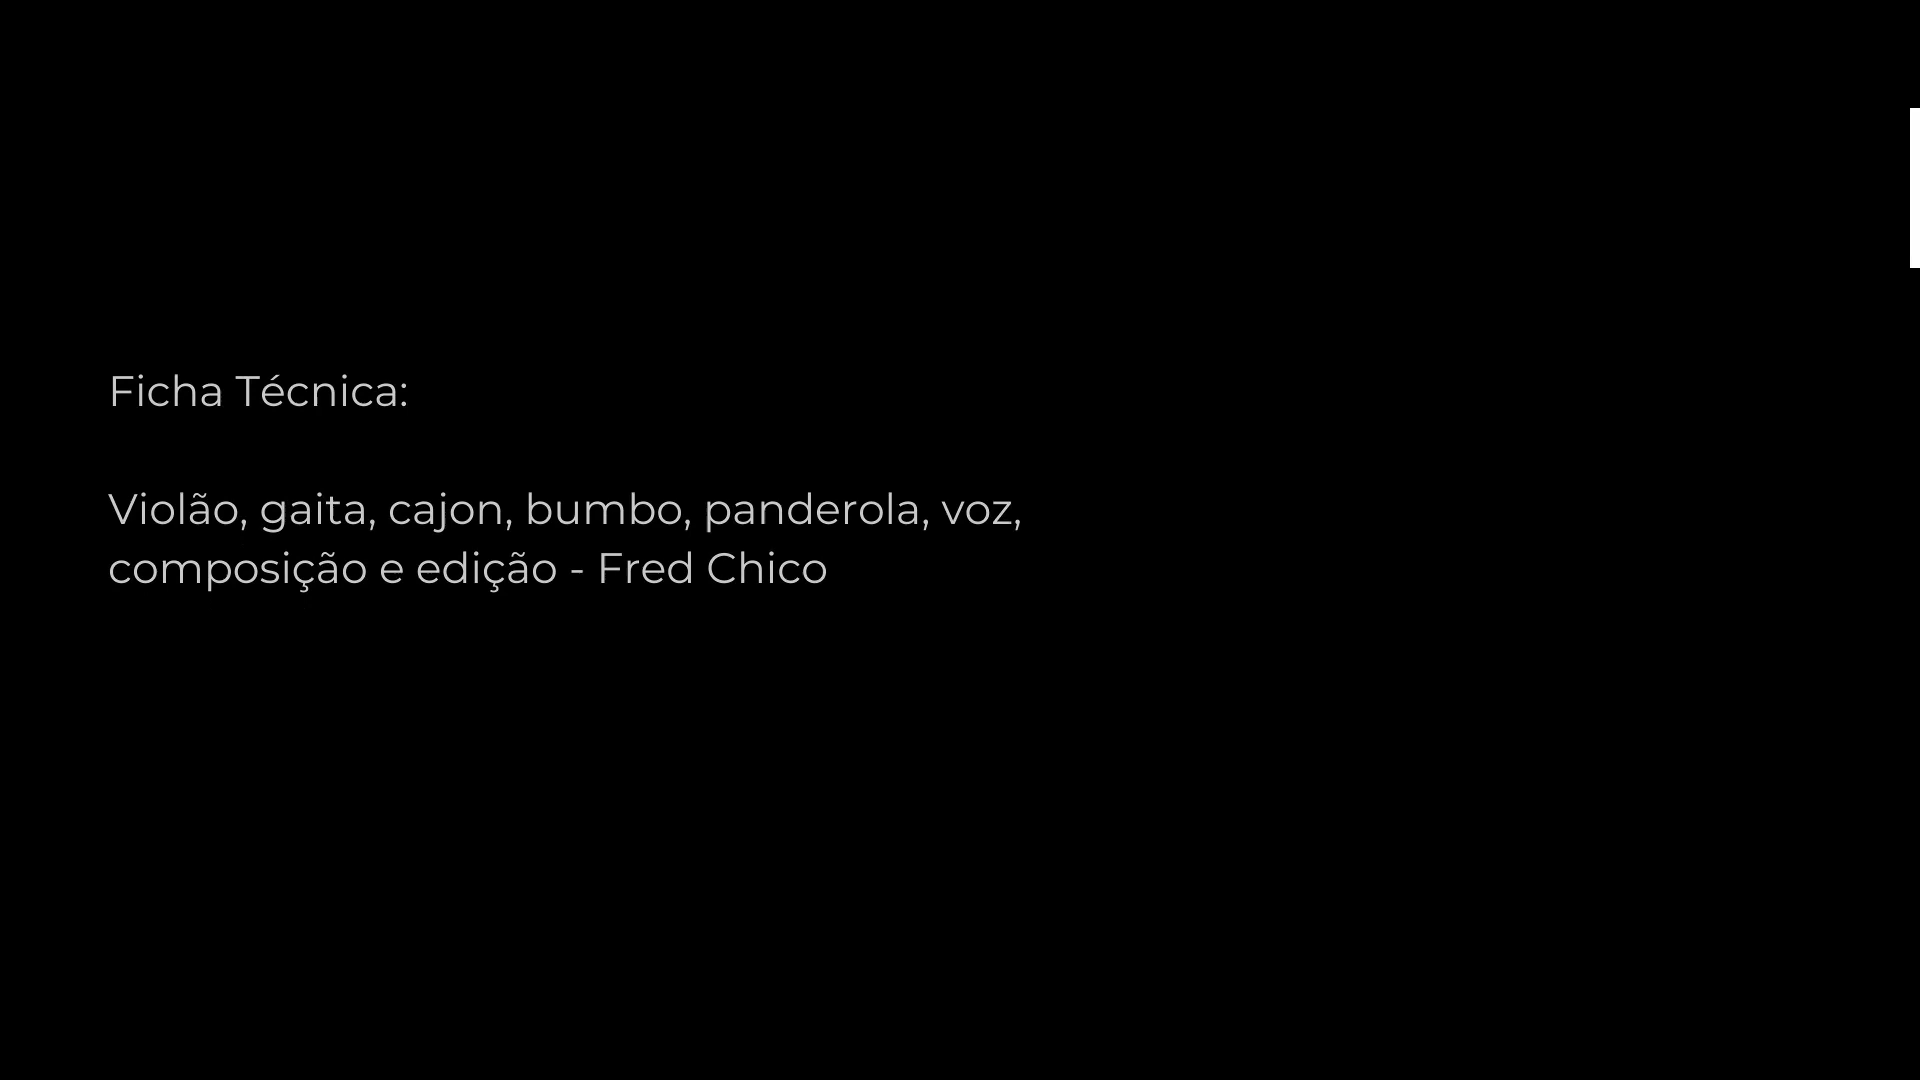 Ficha Técnica:
Violão, gaita, cajon, bumbo, panderola, voz,
composição e edição - Fred Chico